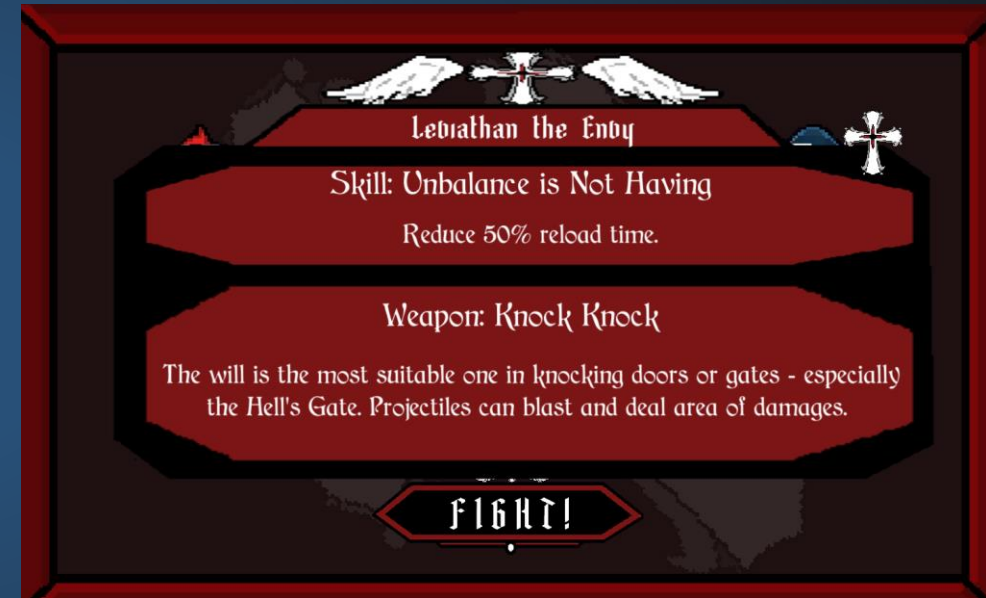 Leviathan the Envy
Skill: Unbalance is Not Having
Reduce 50% reload time.
Weapon: Knock Knock
The will is the most suitable one in knocking doors or gates - especially
the Hell's Gate. Projectiles can blast and deal area of damages.
FIGHT!